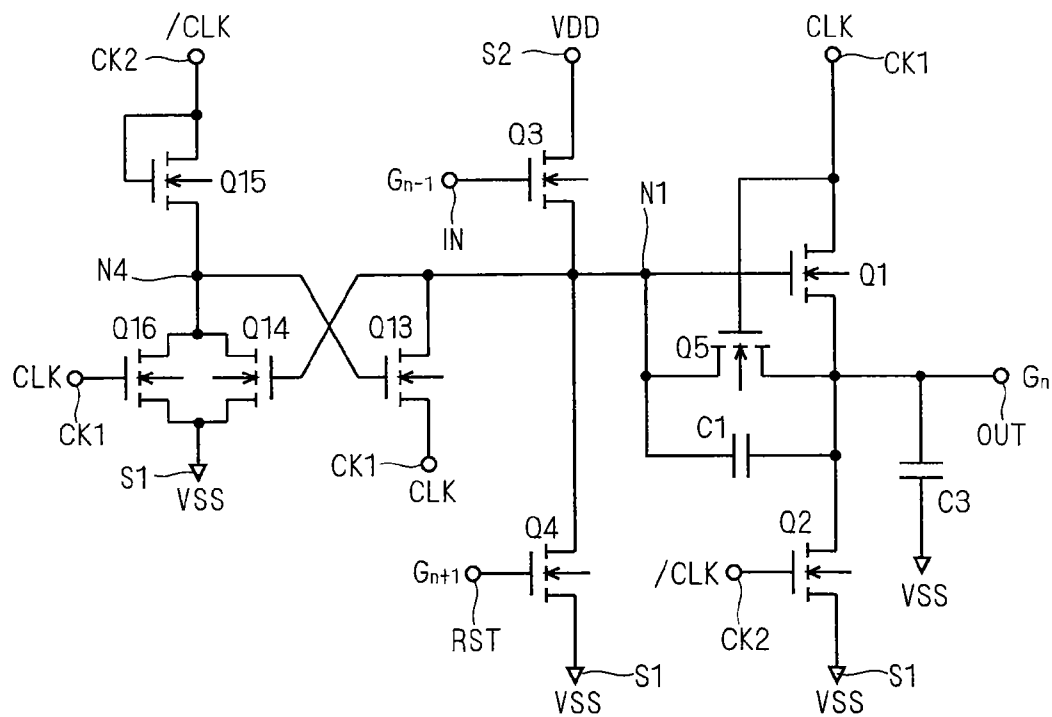 /CLK
CK2
VDD
S2
CLK
CK1
Q3
Q15
Gn-1
IN
N1
Q1
N4
Q16
Q14
Q13
Q5
CLK
CK1
Gn
OUT
C1
S1
VSS
CK1
CLK
C3
Q4
Q2
Gn+1
RST
/CLK
CK2
VSS
S1
VSS
S1
VSS